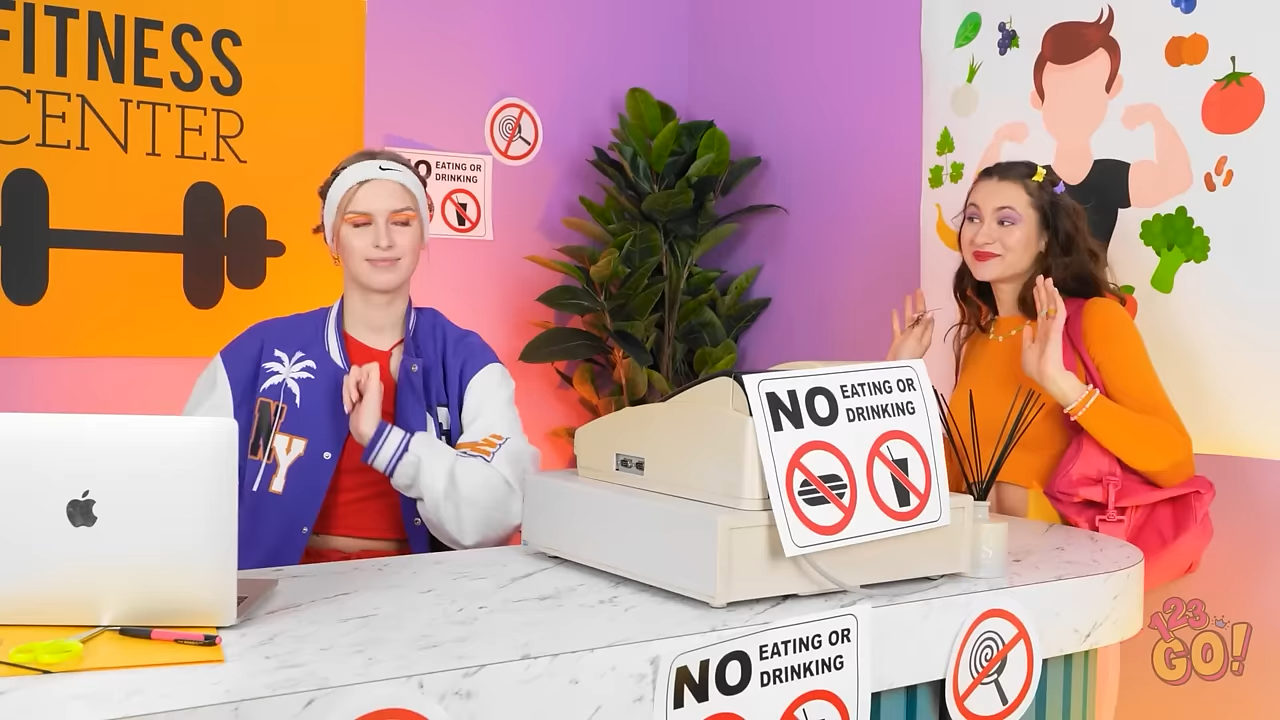 FITNESS
CENTER
NO EATING OR
DRINKING
NO EATING OR
DRINKING
NY
NO EATING OR
DRINKING
123
GO!